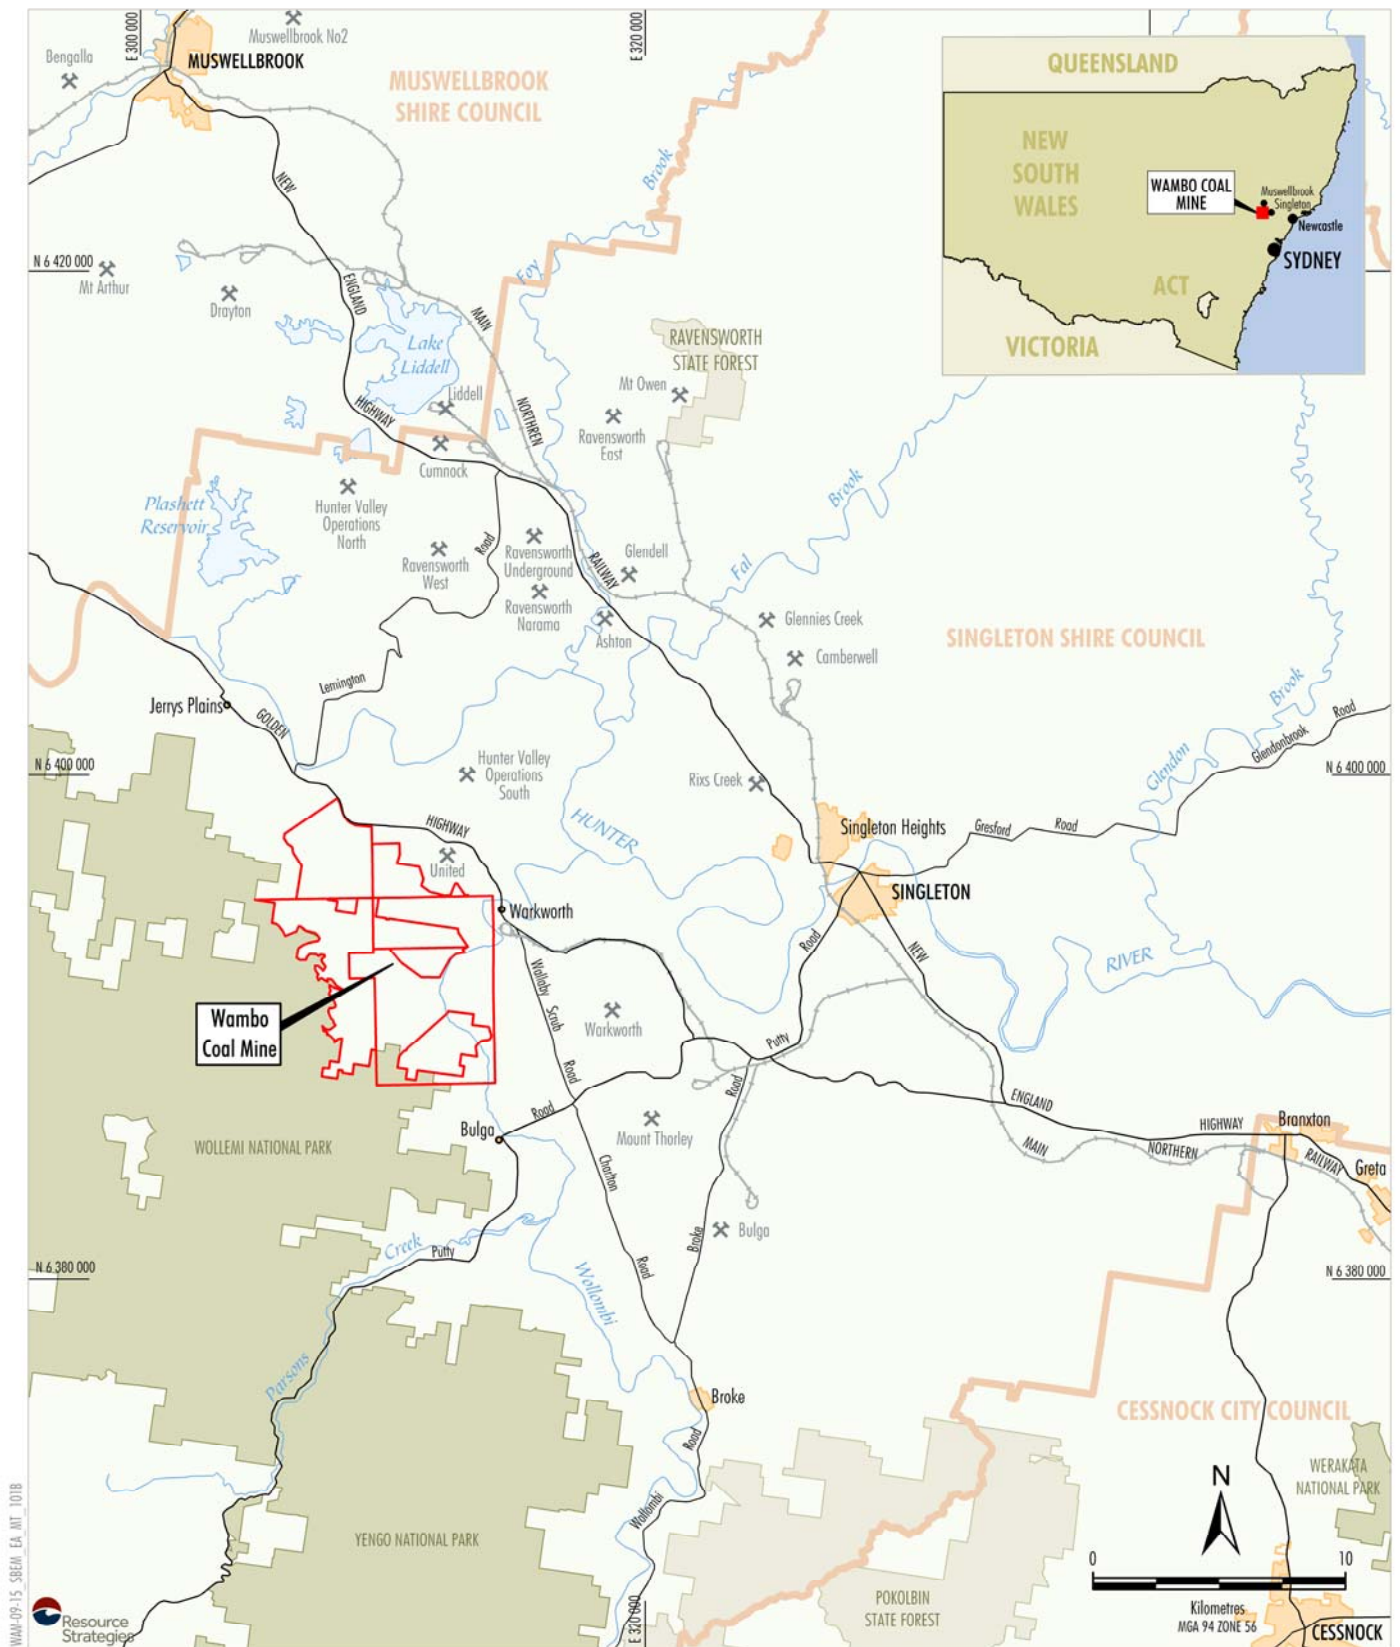 E 300 000
E 320 000
Muswellbrook No2
Bengalla
MUSWELLBROOK
MUSWELLBROOK
SHIRE COUNCIL
QUEENSLAND
NEW
SOUTH
WALES
WAMBO COAL
MINE
Muswellbrook
Singleton
Newcastle
SYDNEY
ACT
VICTORIA
NEW
Brook
Foy
N 6 420 000
Mt Arthur
Drayton
ENGLAND
MAIN
Lake
Liddell
RAVENSWORTH
STATE FOREST
Liddell
Mt Owen
HIGHWAY
NORTHREN
Ravensworth
East
Cumnock
Plashett
Reservoir
Hunter Valley
Operations
North
Brook
Road
Ravensworth
West
Ravensworth
Underground
Glendell
RAILWAY
Fal
Ravensworth
Narama
Ashton
Glennies Creek
SINGLETON SHIRE COUNCIL
Camberwell
Lemington
Brook
Jerrys Plains
GOLDEN
Road
Glendonbrook
Glendon
N 6 400 000
Hunter Valley
Operations
South
Rixs Creek
N 6 400 000
HIGHWAY
HUNTER
Singleton Heights
Gresford
Road
United
SINGLETON
Warkworth
Road
NEW
RIVER
Wallaby
Scrub
Road
Wambo
Coal Mine
Warkworth
Putty
Road
ENGLAND
Road
Bulga
Mount Thorley
HIGHWAY
Branxton
MAIN
NORTHERN
RAILWAY
Greta
WOLLEMI NATIONAL PARK
Charlton
Road
Broke
Bulga
Creek
Putty
N 6 380 000
N 6 380 000
Wollombi
Parsons
Broke
Road
CESSNOCK CITY COUNCIL
WERAKATA
NATIONAL PARK
N
Wollombi
YENGO NATIONAL PARK
0
10
Kilometres
MGA 94 ZONE 56
POKOLBIN
STATE FOREST
E 320 000
CESSNOCK
Resource
Strategies
WAM-09-15_SBEM_EA MT_101B